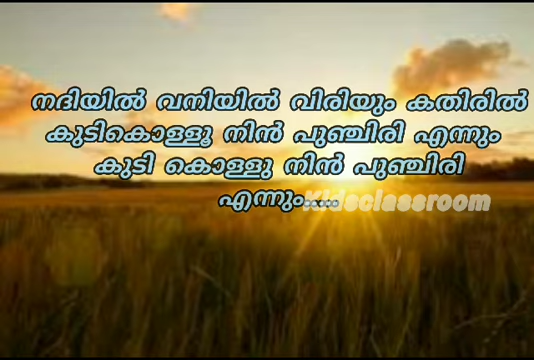 നദിയിൽ വനിയിൽ വിരിയും കതിരിൽ
കുടികൊള്ളൂ നിൻ പുഞ്ചിരി എന്നും
കുടി കൊള്ളു നിൻ പുഞ്ചിരി
എന്നും.....
Kidsclassroom